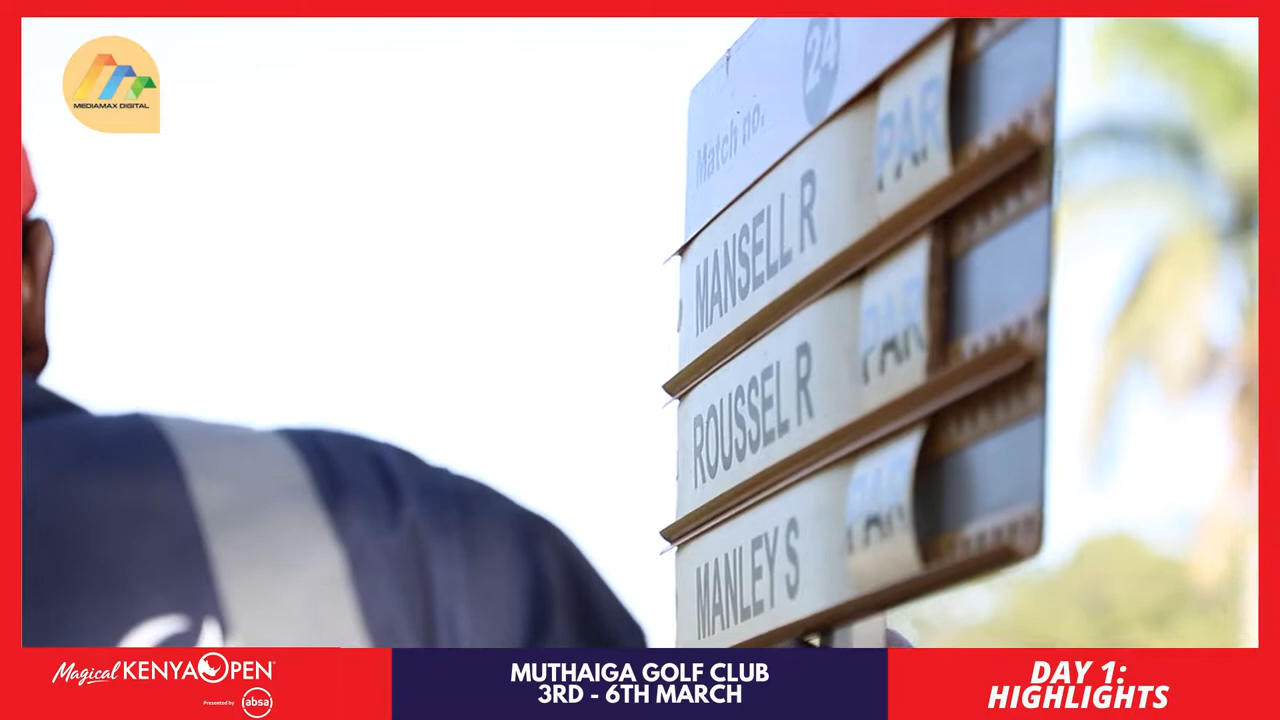 MEDIAMAX DIGITAL
24
Match no.
MANSELL R PAR
ROUSSEL R PAR
MANLEY S PAR
Magical KENYA OPEN
Presented by absa
MUTHAIGA GOLF CLUB
3RD - 6TH MARCH
DAY 1:
HIGHLIGHTS